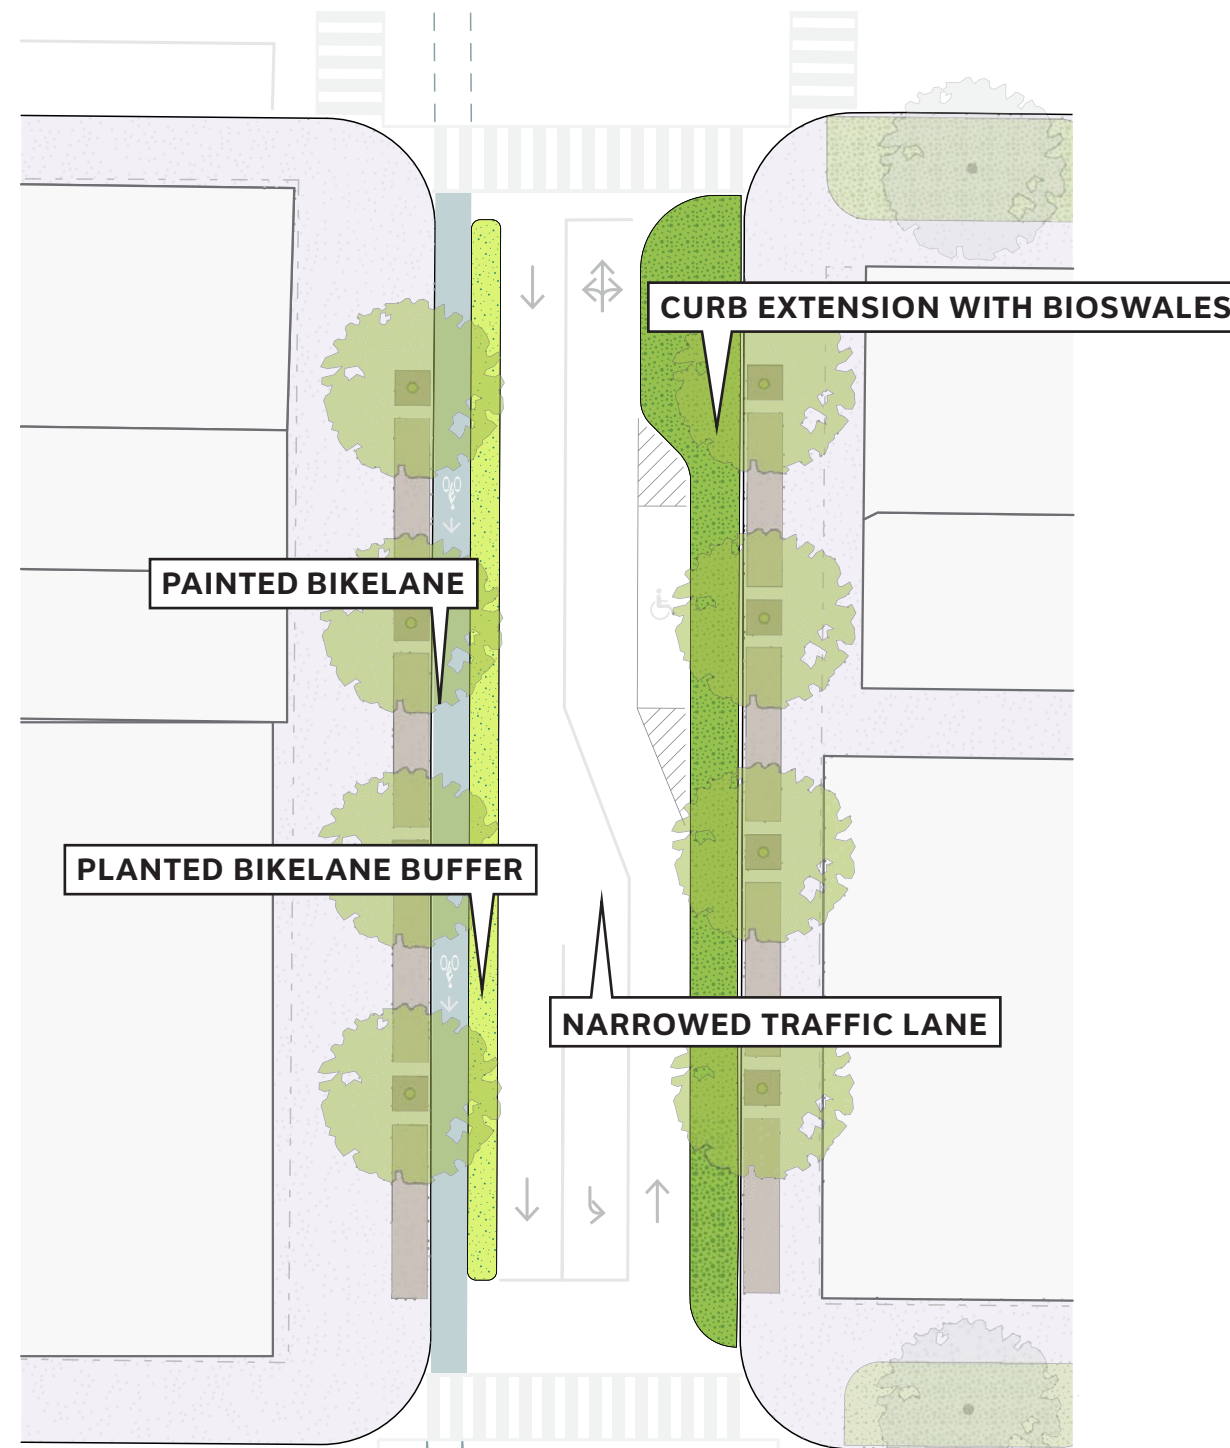 CURB EXTENSION WITH BIOSWALES
PAINTED BIKELANE
PLANTED BIKELANE BUFFER
NARROWED TRAFFIC LANE